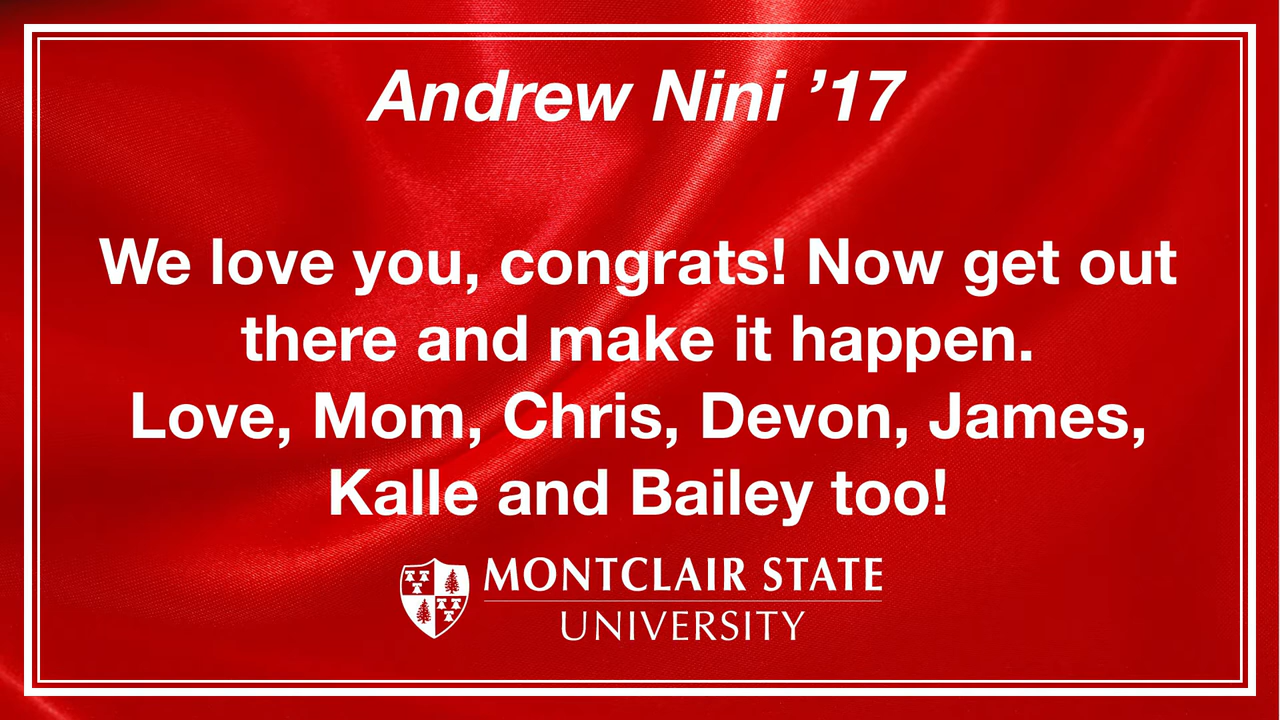 Andrew Nini ’17
We love you, congrats! Now get out
there and make it happen.
Love, Mom, Chris, Devon, James,
Kalle and Bailey too!
MONTCLAIR STATE
UNIVERSITY